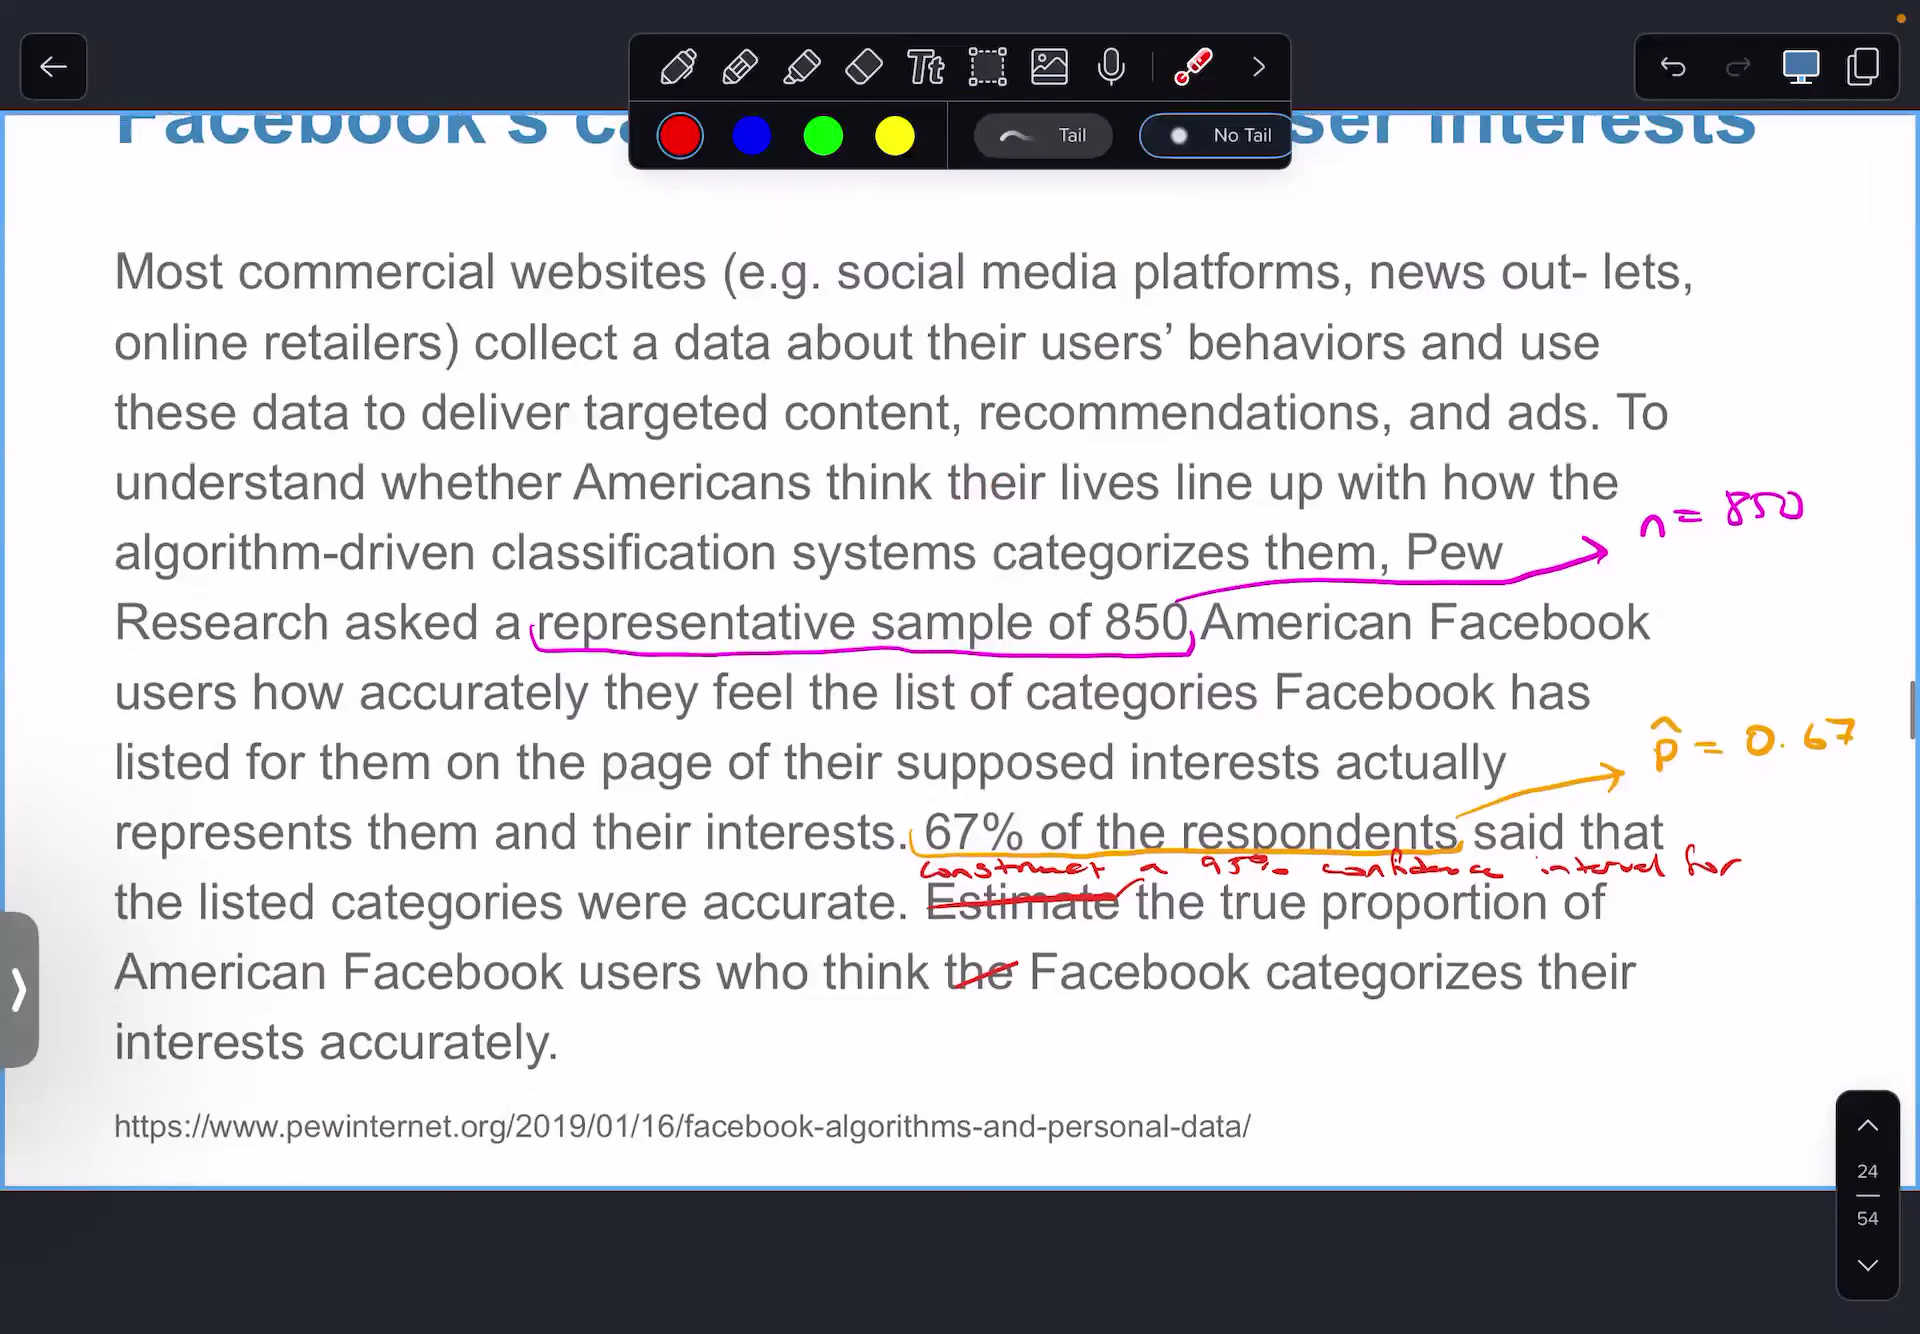 Tt
Tail
No Tail
Facebook's ca
ser interests
Most commercial websites (e.g. social media platforms, news out- lets,
online retailers) collect a data about their users’ behaviors and use
these data to deliver targeted content, recommendations, and ads. To
understand whether Americans think their lives line up with how the
n = 850
algorithm-driven classification systems categorizes them, Pew
Research asked a representative sample of 850 American Facebook
users how accurately they feel the list of categories Facebook has
listed for them on the page of their supposed interests actually
p̂ = 0.67
represents them and their interests. 67% of the respondents said that
construct a 95% confidence interval for
the listed categories were accurate. Estimate the true proportion of
American Facebook users who think the Facebook categorizes their
interests accurately.
https://www.pewinternet.org/2019/01/16/facebook-algorithms-and-personal-data/
24
54